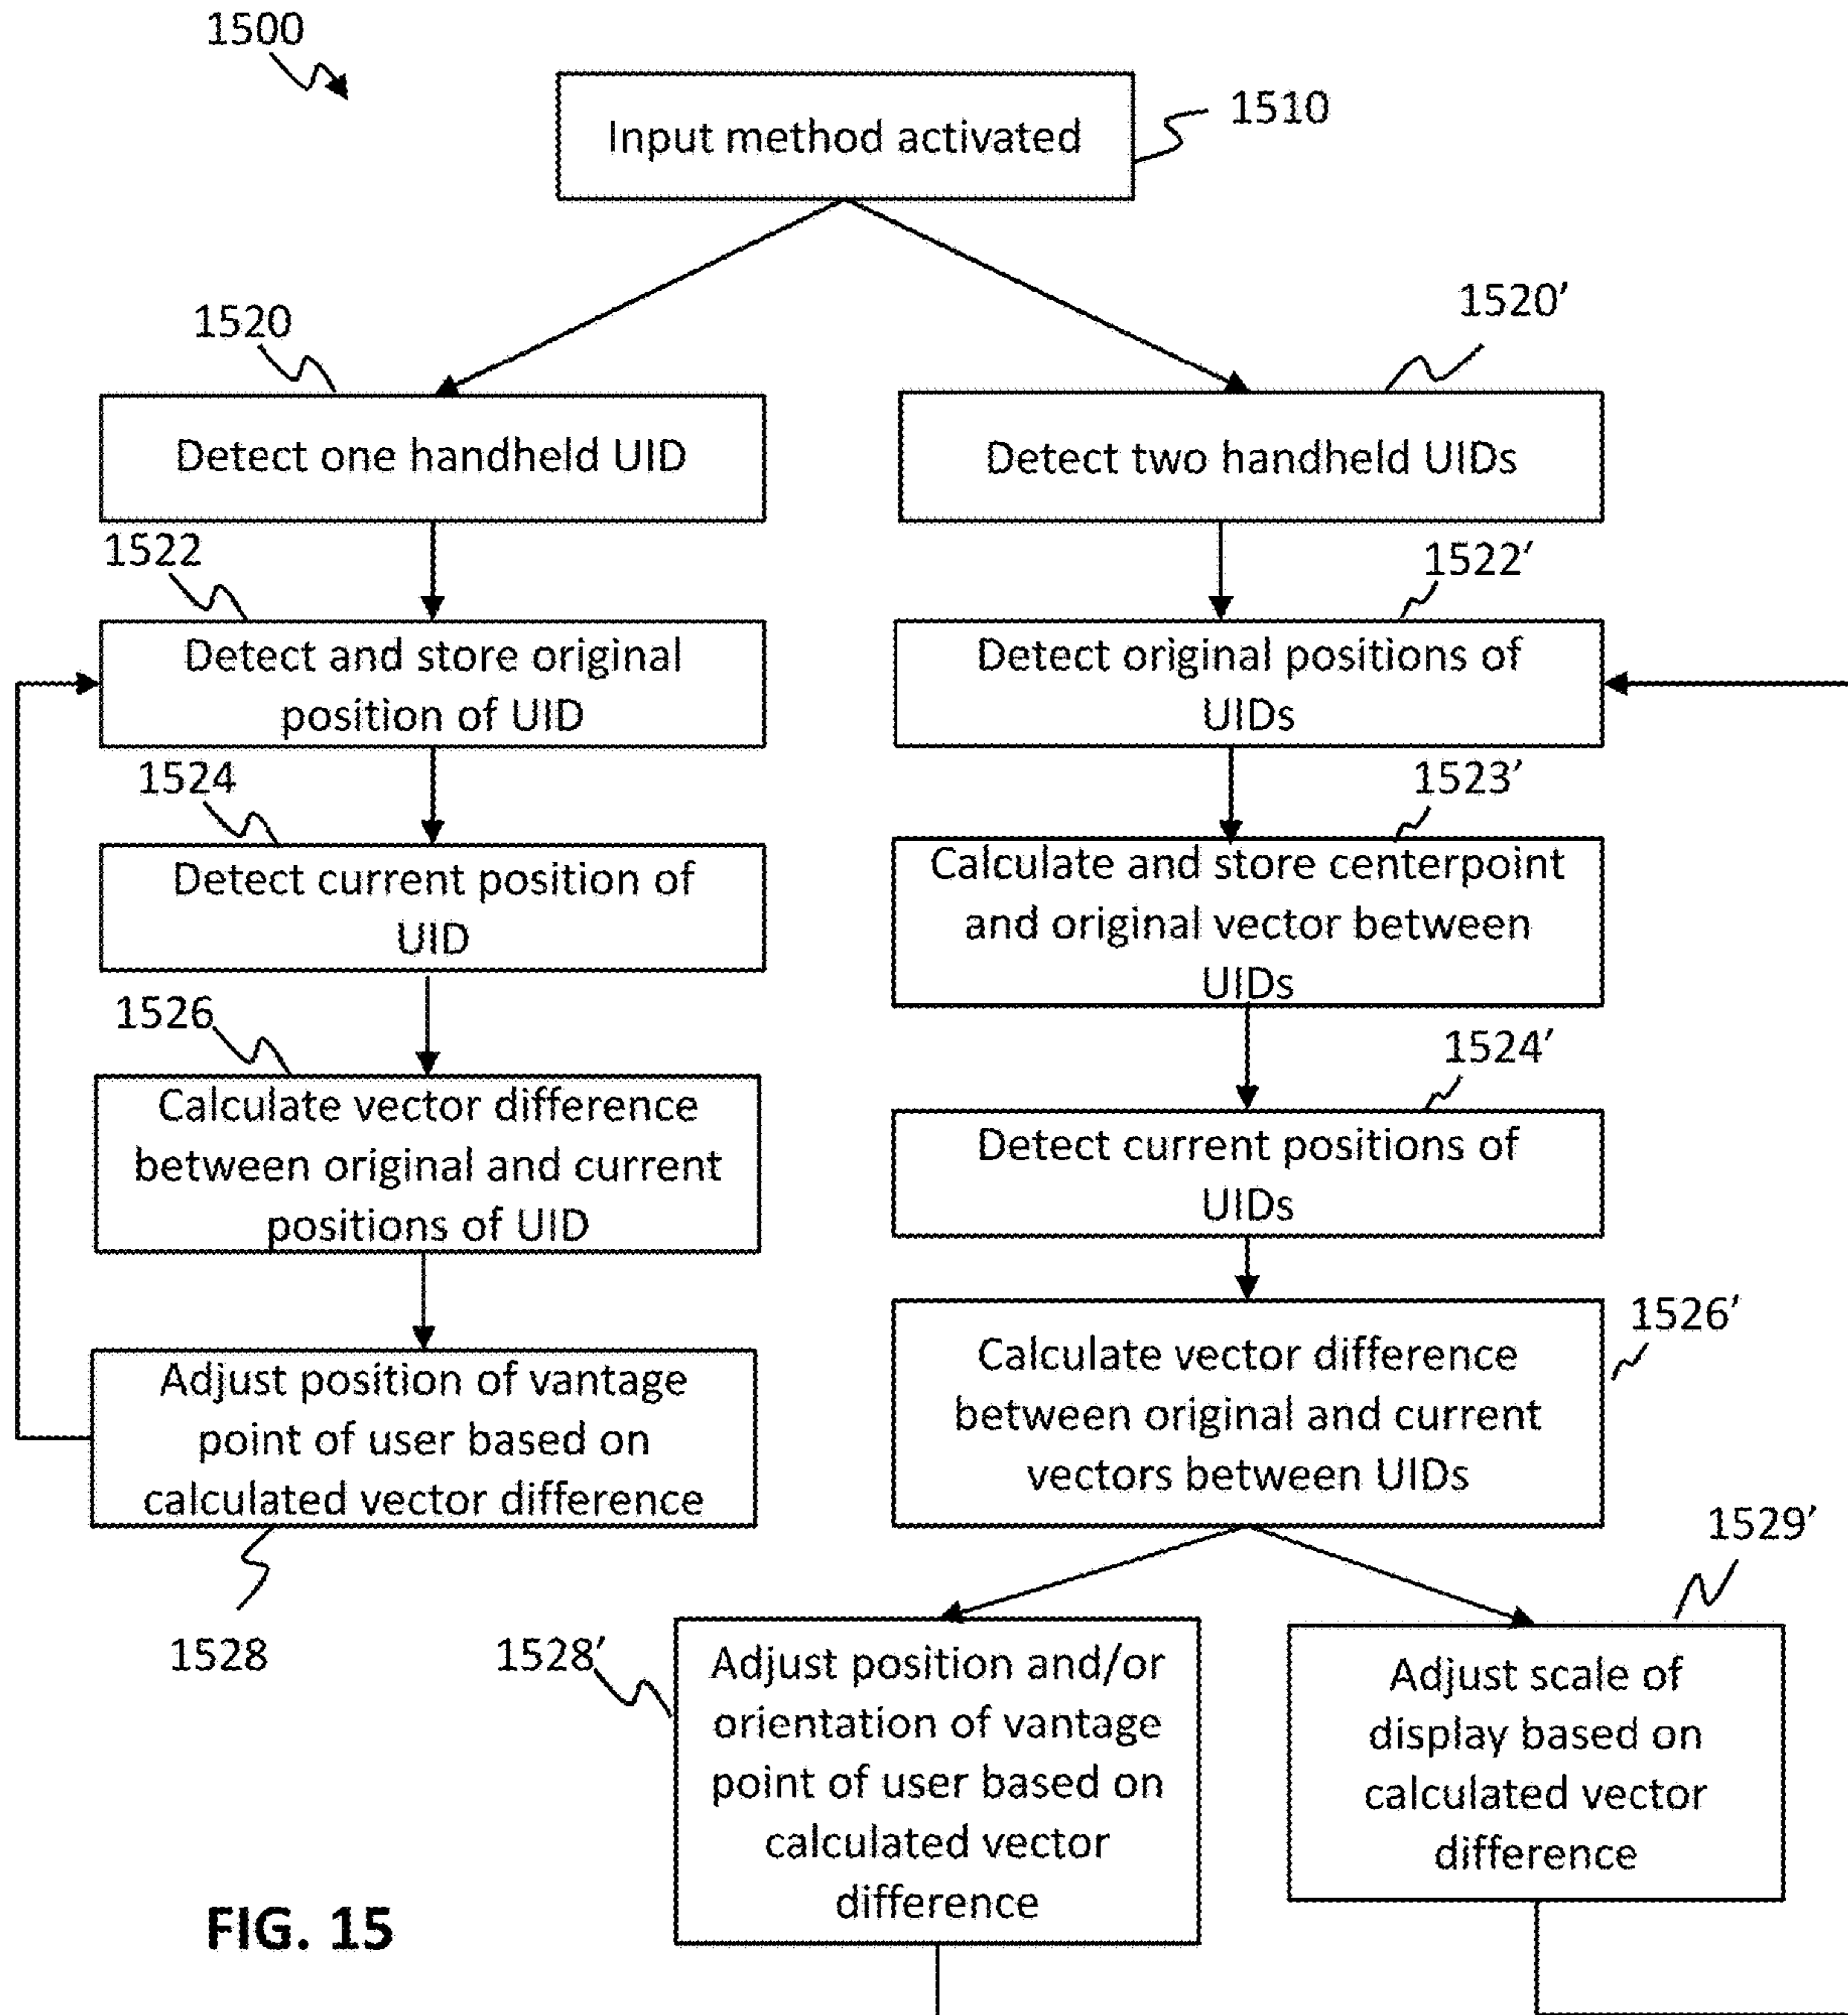 1500
Input method activated
1510
1520
1520′
Detect one handheld UID
Detect two handheld UIDs
1522
1522′
Detect and store original
position of UID
Detect original positions of
UIDs
1524
1523′
Detect current position of
UID
Calculate and store centerpoint
and original vector between
UIDs
1526
1524′
Calculate vector difference
between original and current
positions of UID
Detect current positions of
UIDs
1526′
Adjust position of vantage
point of user based on
calculated vector difference
Calculate vector difference
between original and current
vectors between UIDs
1529′
1528
1528′
Adjust position and/or
orientation of vantage
point of user based on
calculated vector
difference
Adjust scale of
display based on
calculated vector
difference
FIG. 15